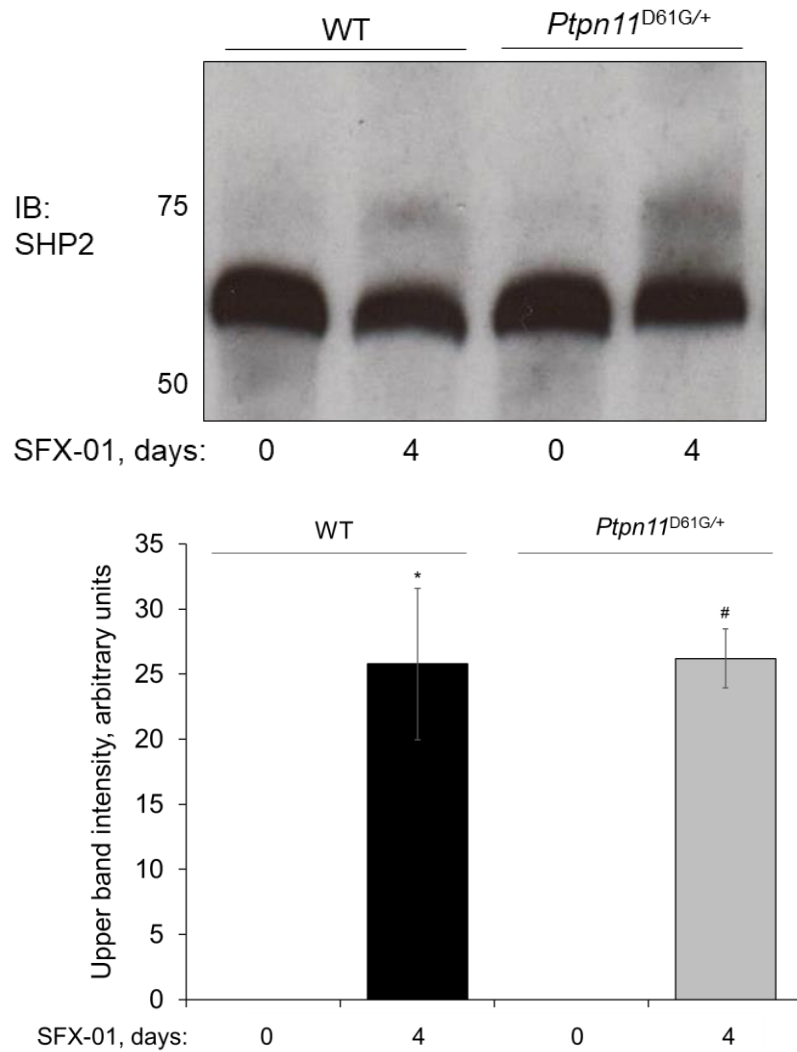 WT Ptpn11D61G/+
IB:
SHP2
75
50
SFX-01, days: 0 4 0 4
WT Ptpn11D61G/+
Upper band intensity, arbitrary units
35
30
25
20
15
10
5
0
*
#
SFX-01, days: 0 4 0 4